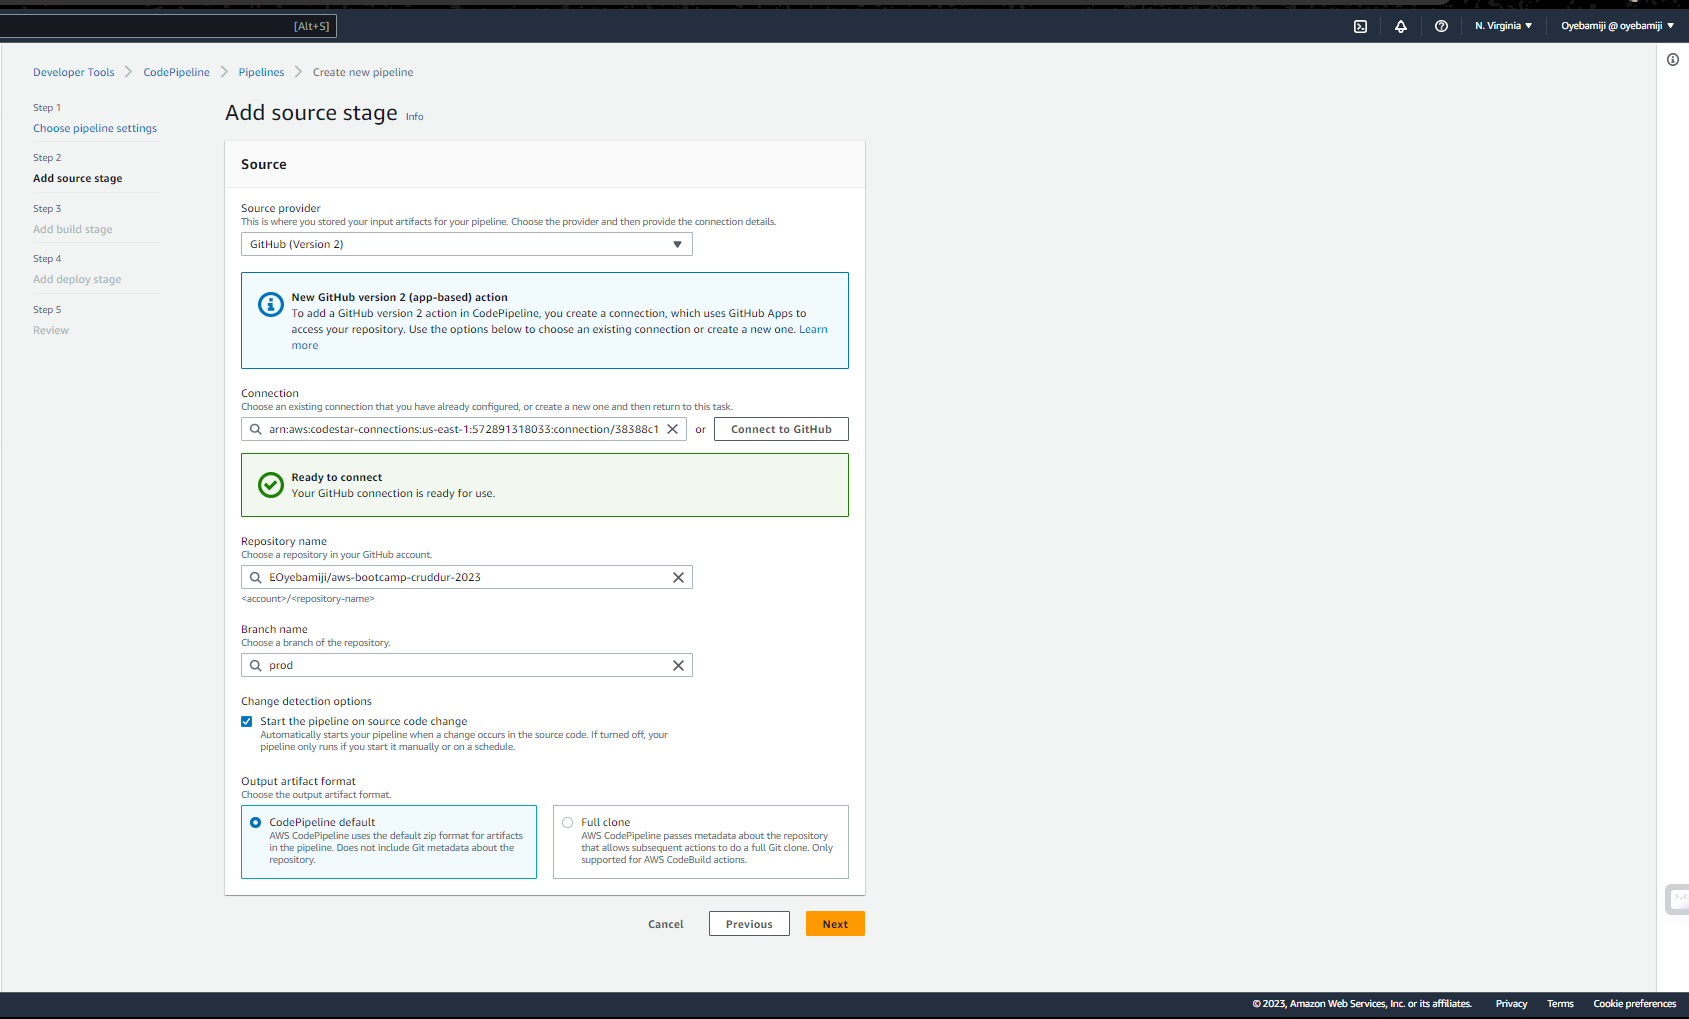 [Alt+S]
N. Virginia ▼
Oyebamiji @ oyebamiji ▼
Developer Tools > CodePipeline > Pipelines > Create new pipeline
Step 1
Choose pipeline settings
Step 2
Add source stage
Step 3
Add build stage
Step 4
Add deploy stage
Step 5
Review
Add source stage Info
Source
Source provider
This is where you stored your input artifacts for your pipeline. Choose the provider and then provide the connection details.
GitHub (Version 2)
New GitHub version 2 (app-based) action
To add a GitHub version 2 action in CodePipeline, you create a connection, which uses GitHub Apps to
access your repository. Use the options below to choose an existing connection or create a new one. Learn
more
Connection
Choose an existing connection that you have already configured, or create a new one and then return to this task.
arn:aws:codestar-connections:us-east-1:572891318033:connection/38388c1
or
Connect to GitHub
Ready to connect
Your GitHub connection is ready for use.
Repository name
Choose a repository in your GitHub account.
EOyebamiji/aws-bootcamp-cruddur-2023
<account>/<repository-name>
Branch name
Choose a branch of the repository.
prod
Change detection options
Start the pipeline on source code change
Automatically starts your pipeline when a change occurs in the source code. If turned off, your
pipeline only runs if you start it manually or on a schedule.
Output artifact format
Choose the output artifact format.
CodePipeline default
AWS CodePipeline uses the default zip format for artifacts
in the pipeline. Does not include Git metadata about the
repository.
Full clone
AWS CodePipeline passes metadata about the repository
that allows subsequent actions to do a full Git clone. Only
supported for AWS CodeBuild actions.
Cancel
Previous
Next
© 2023, Amazon Web Services, Inc. or its affiliates.
Privacy
Terms
Cookie preferences